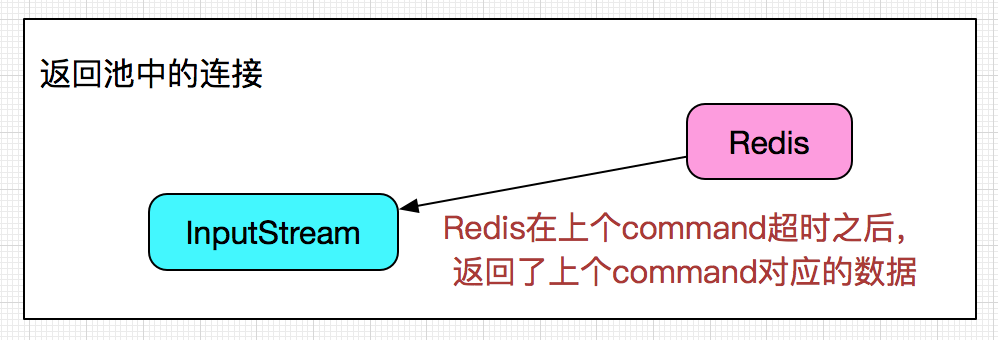 返回池中的连接
Redis
InputStream
Redis在上个command超时之后,
返回了上个command对应的数据